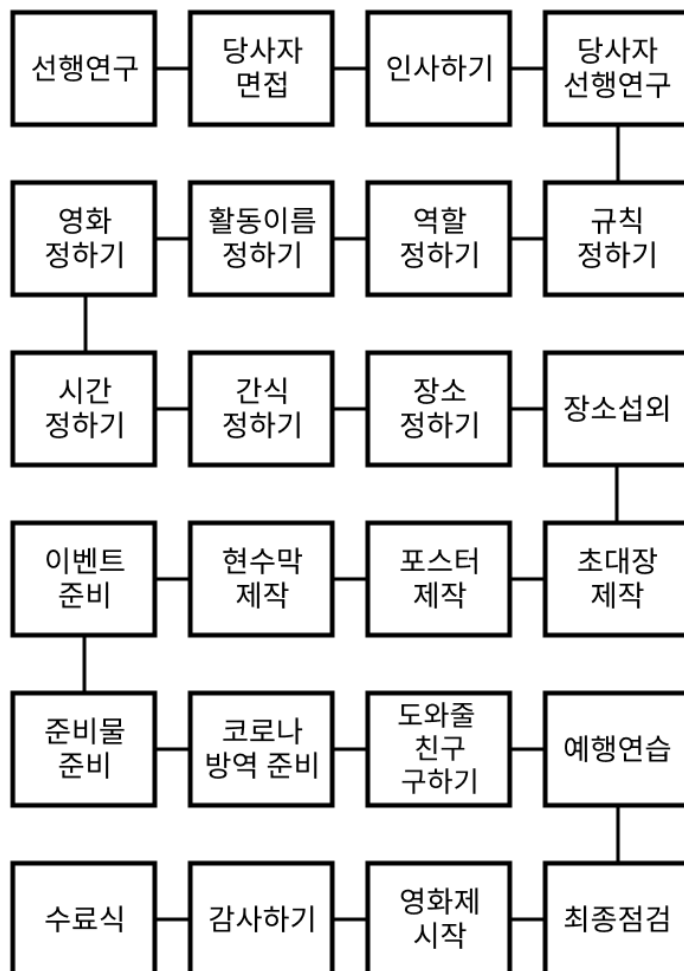 선행연구
당사자
면접
인사하기
당사자
선행연구
영화
정하기
활동이름
정하기
역할
정하기
규칙
정하기
시간
정하기
간식
정하기
장소
정하기
장소섭외
이벤트
준비
현수막
제작
포스터
제작
초대장
제작
준비물
준비
코로나
방역 준비
도와줄
친구
구하기
예행연습
수료식
감사하기
영화제
시작
최종점검